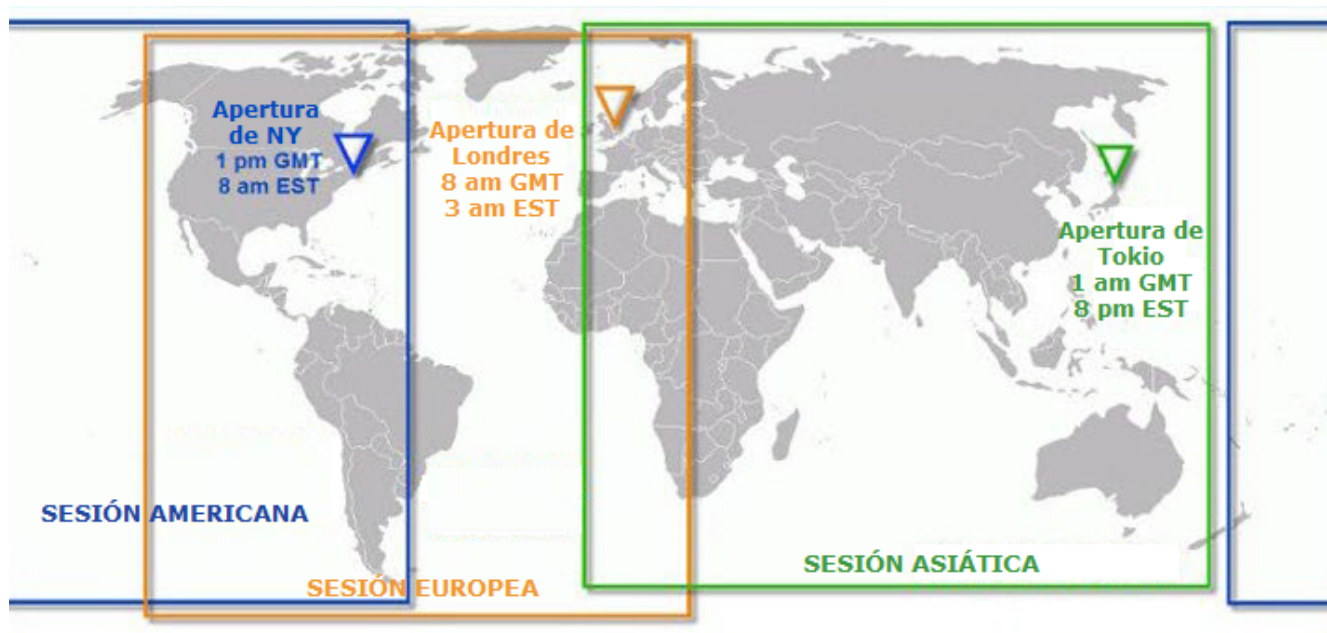 Apertura
de NY
1 pm GMT
8 am EST
Apertura de
Londres
8 am GMT
3 am EST
Apertura de
Tokio
1 am GMT
8 pm EST
SESIÓN AMERICANA
SESIÓN EUROPEA
SESIÓN ASIÁTICA